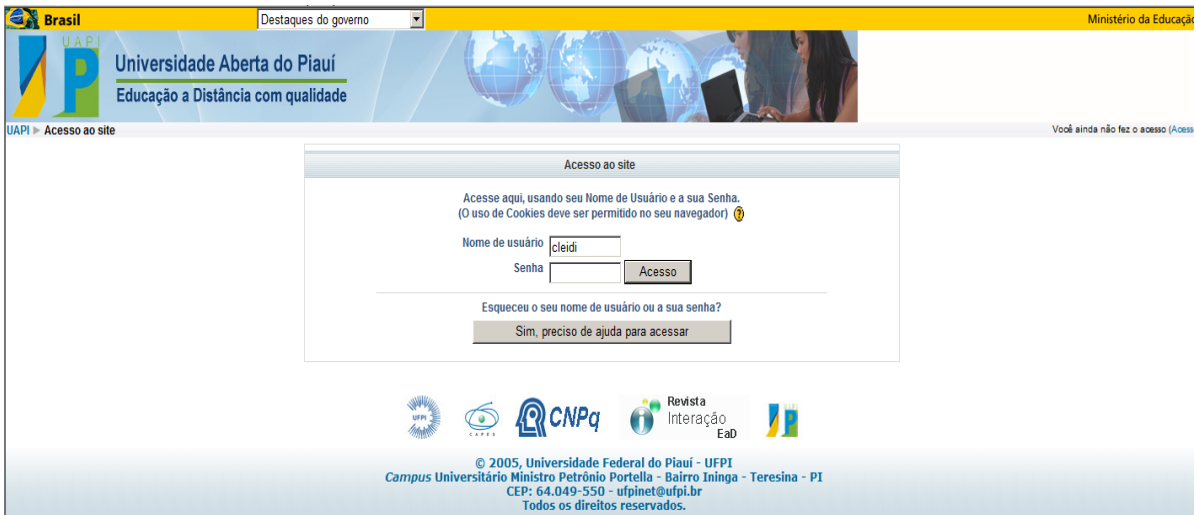 Brasil
Destaques do governo
Ministério da Educação
UAPI
Universidade Aberta do Piauí
Educação a Distância com qualidade
UAPI ► Acesso ao site
Você ainda não fez o acesso (Acess
Acesso ao site
Acesse aqui, usando seu Nome de Usuário e a sua Senha.
(O uso de Cookies deve ser permitido no seu navegador) ?
Nome de usuário cleidi
Senha Acesso
Esqueceu o seu nome de usuário ou a sua senha?
Sim, preciso de ajuda para acessar
UFPI
CAPES
CNPq
Revista
Interação
EaD
© 2005, Universidade Federal do Piauí - UFPI
Campus Universitário Ministro Petrônio Portella - Bairro Ininga - Teresina - PI
CEP: 64.049-550 - ufpinet@ufpi.br
Todos os direitos reservados.